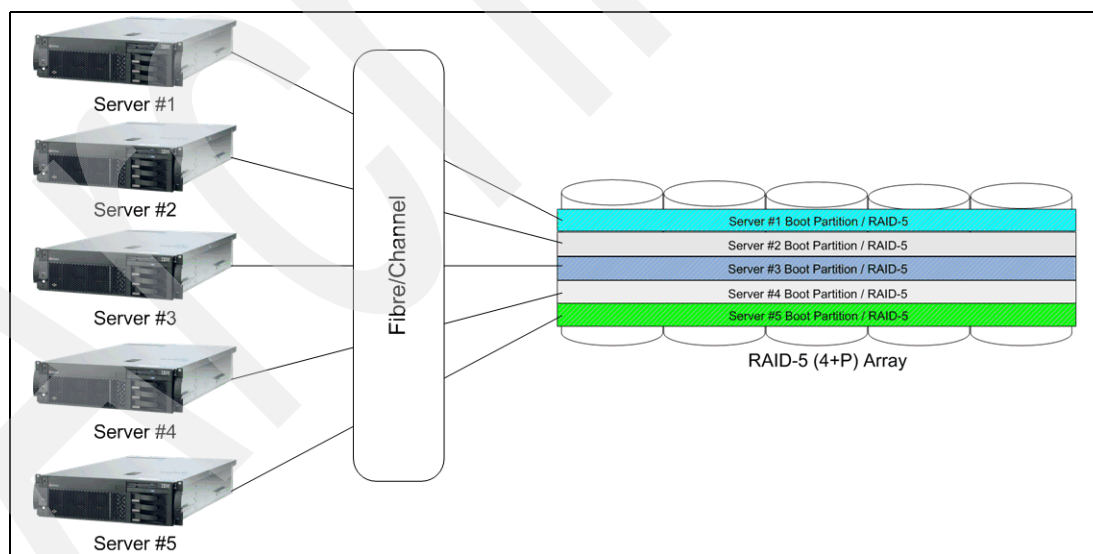 Server #1
Server #2
Server #3
Server #4
Server #5
Fibre/Channel
Server #1 Boot Partition / RAID-5
Server #2 Boot Partition / RAID-5
Server #3 Boot Partition / RAID-5
Server #4 Boot Partition / RAID-5
Server #5 Boot Partition / RAID-5
RAID-5 (4+P) Array